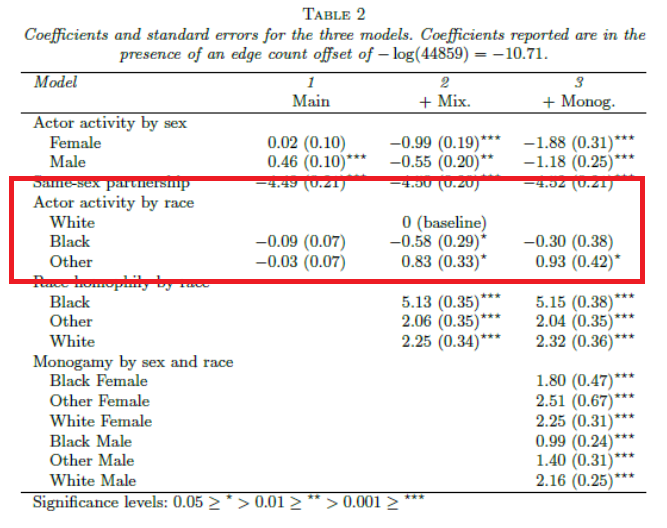 TABLE 2
Coefficients and standard errors for the three models. Coefficients reported are in the
presence of an edge count offset of − log(44859) = −10.71.
Model 1 2 3
Main + Mix. + Monog.
Actor activity by sex
Female 0.02 (0.10) −0.99 (0.19)*** −1.88 (0.31)***
Male 0.46 (0.10)*** −0.55 (0.20)** −1.18 (0.25)***
Same-sex partnership −4.49 (0.21)*** −4.50 (0.20)*** −4.52 (0.21)***
Actor activity by race
White 0 (baseline)
Black −0.09 (0.07) −0.58 (0.29)* −0.30 (0.38)
Other −0.03 (0.07) 0.83 (0.33)* 0.93 (0.42)*
Race homophily by race
Black 5.13 (0.35)*** 5.15 (0.38)***
Other 2.06 (0.35)*** 2.04 (0.35)***
White 2.25 (0.34)*** 2.32 (0.36)***
Monogamy by sex and race
Black Female 1.80 (0.47)***
Other Female 2.51 (0.67)***
White Female 2.25 (0.31)***
Black Male 0.99 (0.24)***
Other Male 1.40 (0.31)***
White Male 2.16 (0.25)***
Significance levels: 0.05 ≥ * > 0.01 ≥ ** > 0.001 ≥ ***